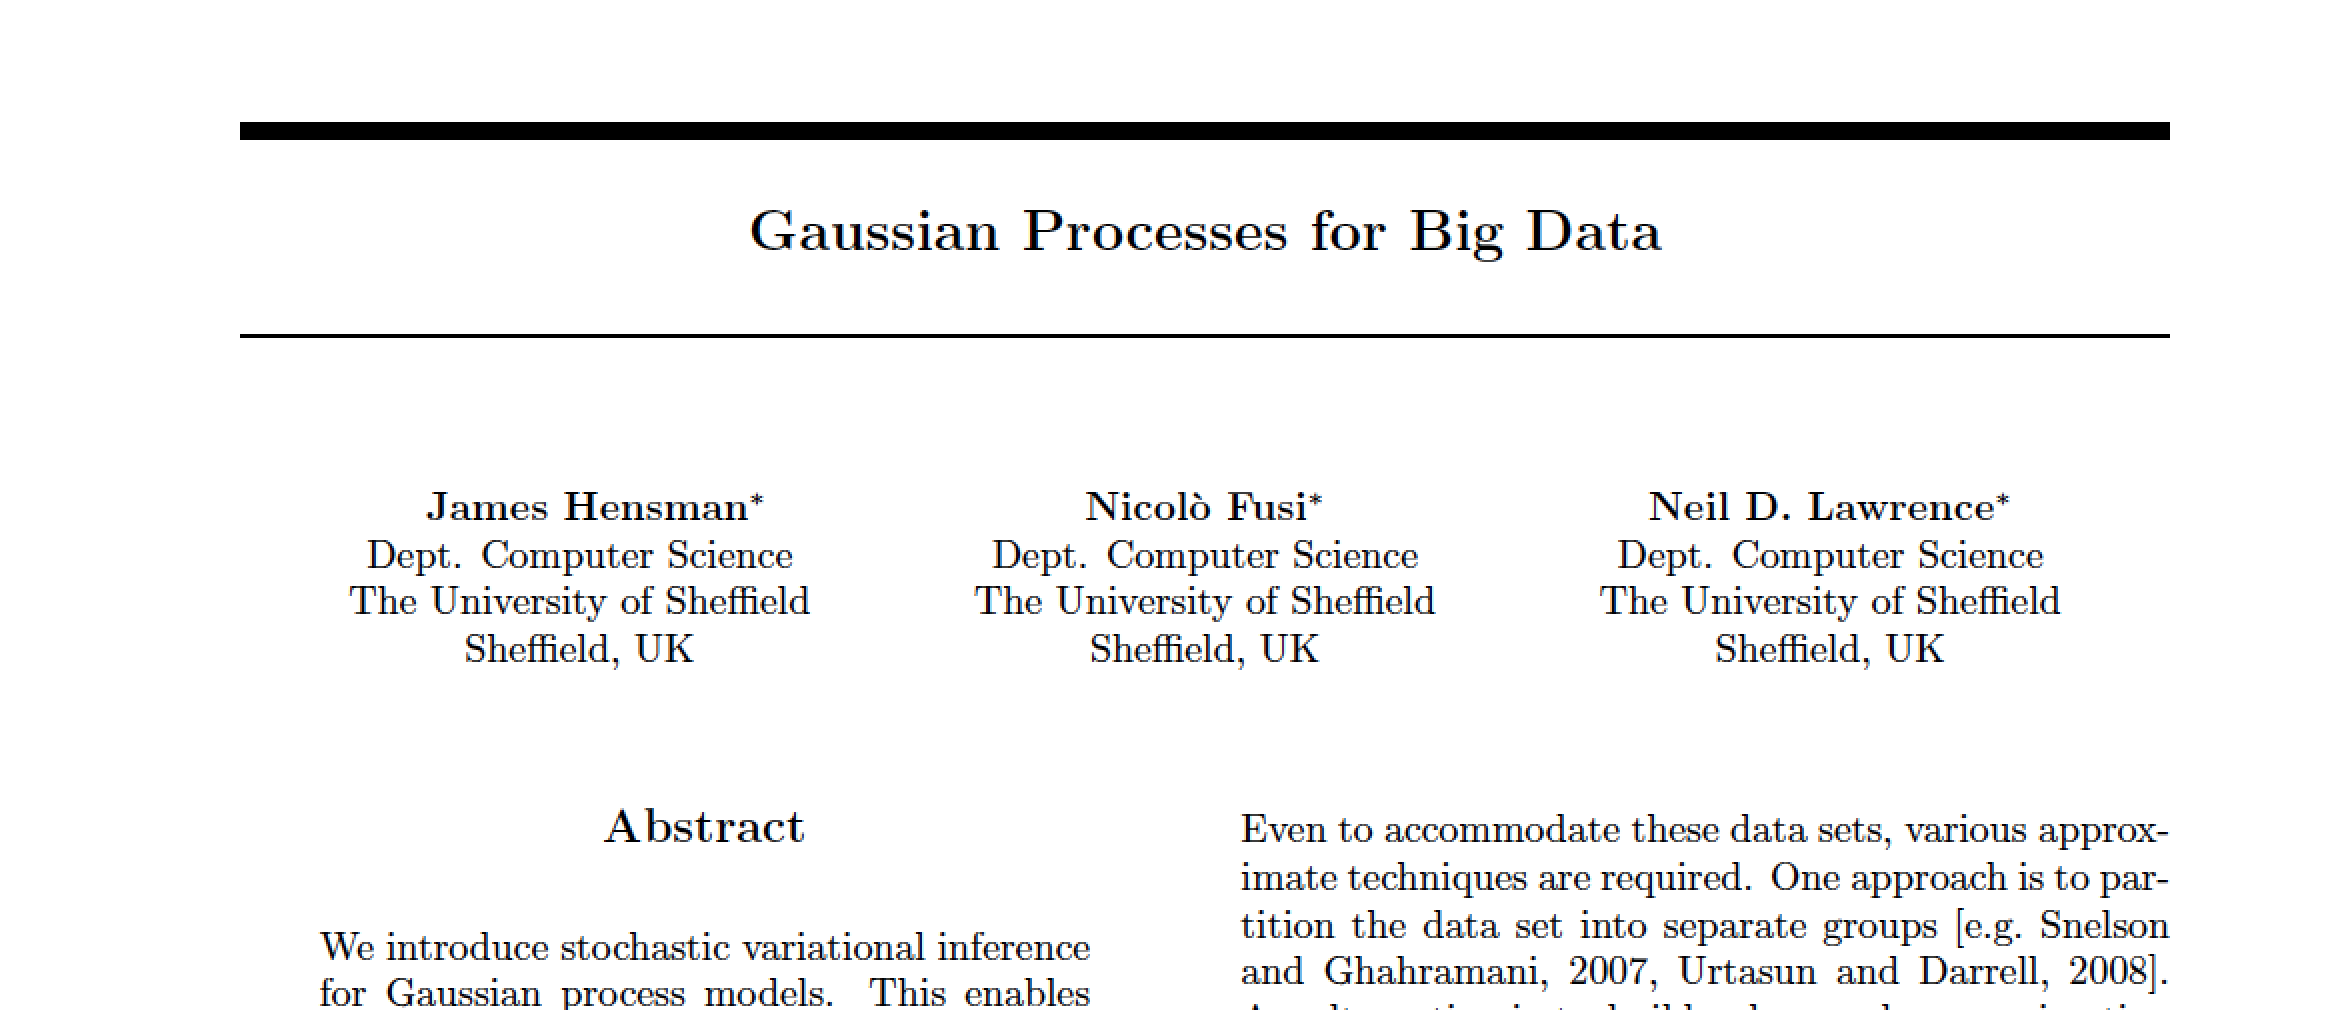 Gaussian Processes for Big Data
James Hensman*
Dept. Computer Science
The University of Sheffield
Sheffield, UK
Nicolò Fusi*
Dept. Computer Science
The University of Sheffield
Sheffield, UK
Neil D. Lawrence*
Dept. Computer Science
The University of Sheffield
Sheffield, UK
Abstract
We introduce stochastic variational inference
for Gaussian process models. This enables
Even to accommodate these data sets, various approx-
imate techniques are required. One approach is to par-
tition the data set into separate groups [e.g. Snelson
and Ghahramani, 2007, Urtasun and Darrell, 2008].